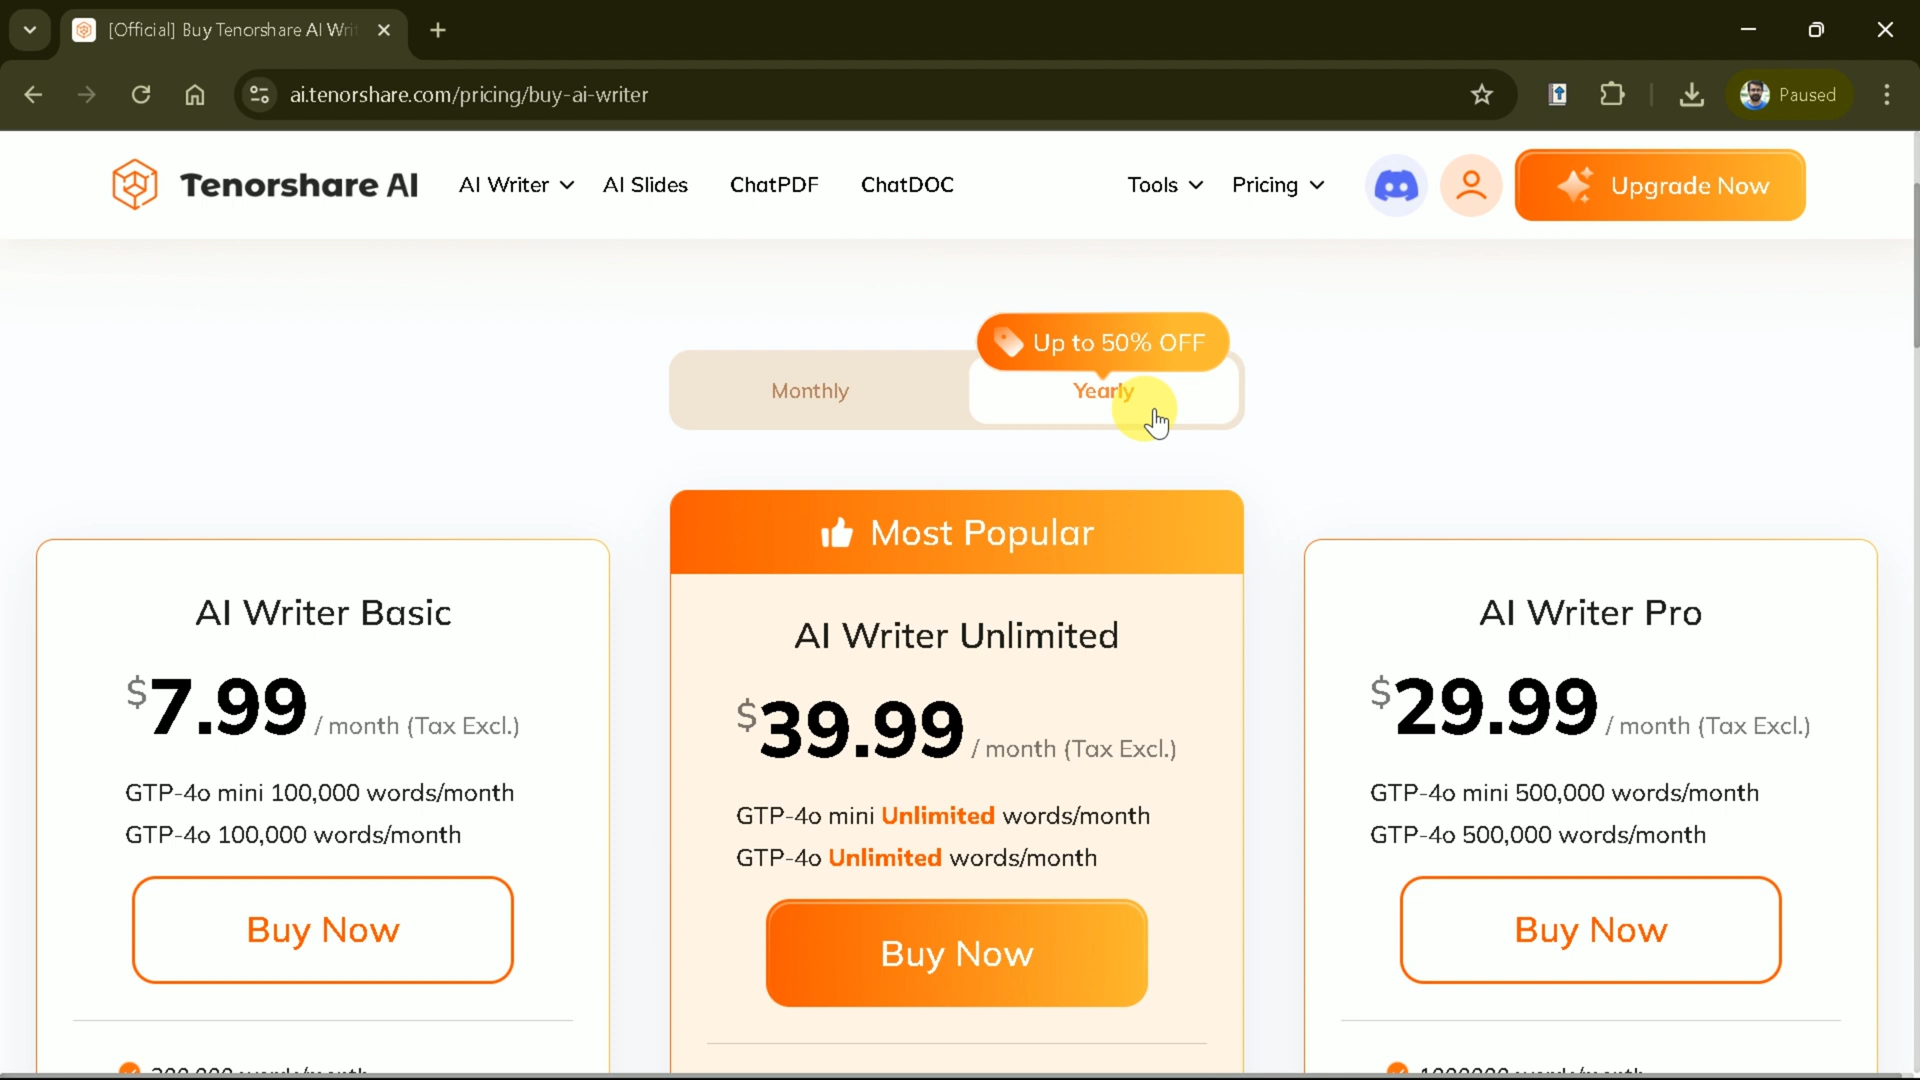 [Official] Buy Tenorshare AI Wri
ai.tenorshare.com/pricing/buy-ai-writer
Paused
Tenorshare AI
AI Writer
AI Slides
ChatPDF
ChatDOC
Tools
Pricing
Upgrade Now
Up to 50% OFF
Monthly
Yearly
Most Popular
AI Writer Basic
$7.99 / month (Tax Excl.)
GTP-4o mini 100,000 words/month
GTP-4o 100,000 words/month
Buy Now
AI Writer Unlimited
$39.99 / month (Tax Excl.)
GTP-4o mini Unlimited words/month
GTP-4o Unlimited words/month
Buy Now
AI Writer Pro
$29.99 / month (Tax Excl.)
GTP-4o mini 500,000 words/month
GTP-4o 500,000 words/month
Buy Now